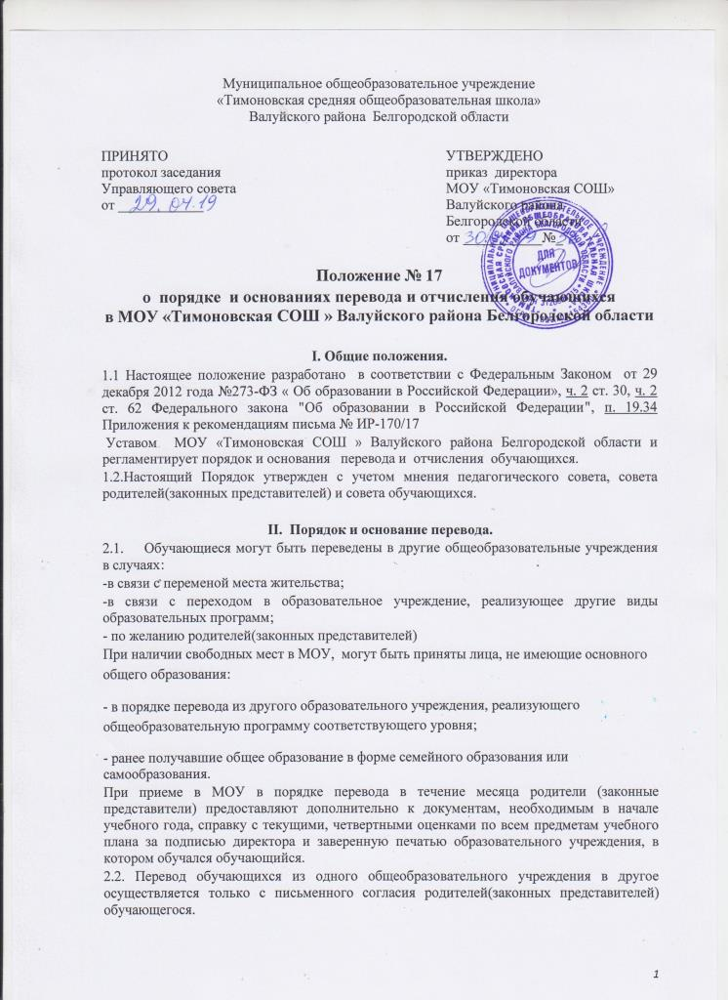 Муниципальное общеобразовательное учреждение
«Тимоновская средняя общеобразовательная школа»
Валуйского района Белгородской области
ПРИНЯТО
протокол заседания
Управляющего совета
от 29.04.19
УТВЕРЖДЕНО
приказ директора
МОУ «Тимоновская СОШ»
Валуйского района
Белгородской области
от 30. №
ДЛЯ
ДОКУМЕНТОВ
Положение № 17
о порядке и основаниях перевода и отчисления обучающихся
в МОУ «Тимоновская СОШ » Валуйского района Белгородской области
I. Общие положения.
1.1 Настоящее положение разработано в соответствии с Федеральным Законом от 29
декабря 2012 года №273-ФЗ « Об образовании в Российской Федерации», ч. 2 ст. 30, ч. 2
ст. 62 Федерального закона "Об образовании в Российской Федерации", п. 19.34
Приложения к рекомендациям письма № ИР-170/17
Уставом МОУ «Тимоновская СОШ » Валуйского района Белгородской области и
регламентирует порядок и основания перевода и отчисления обучающихся.
1.2.Настоящий Порядок утвержден с учетом мнения педагогического совета, совета
родителей(законных представителей) и совета обучающихся.
II. Порядок и основание перевода.
2.1. Обучающиеся могут быть переведены в другие общеобразовательные учреждения
в случаях:
-в связи с переменой места жительства;
-в связи с переходом в образовательное учреждение, реализующее другие виды
образовательных программ;
- по желанию родителей(законных представителей)
При наличии свободных мест в МОУ, могут быть приняты лица, не имеющие основного
общего образования:
- в порядке перевода из другого образовательного учреждения, реализующего
общеобразовательную программу соответствующего уровня;
- ранее получавшие общее образование в форме семейного образования или
самообразования.
При приеме в МОУ в порядке перевода в течение месяца родители (законные
представители) предоставляют дополнительно к документам, необходимым в начале
учебного года, справку с текущими, четвертными оценками по всем предметам учебного
плана за подписью директора и заверенную печатью образовательного учреждения, в
котором обучался обучающийся.
2.2. Перевод обучающихся из одного общеобразовательного учреждения в другое
осуществляется только с письменного согласия родителей(законных представителей)
обучающегося.
1